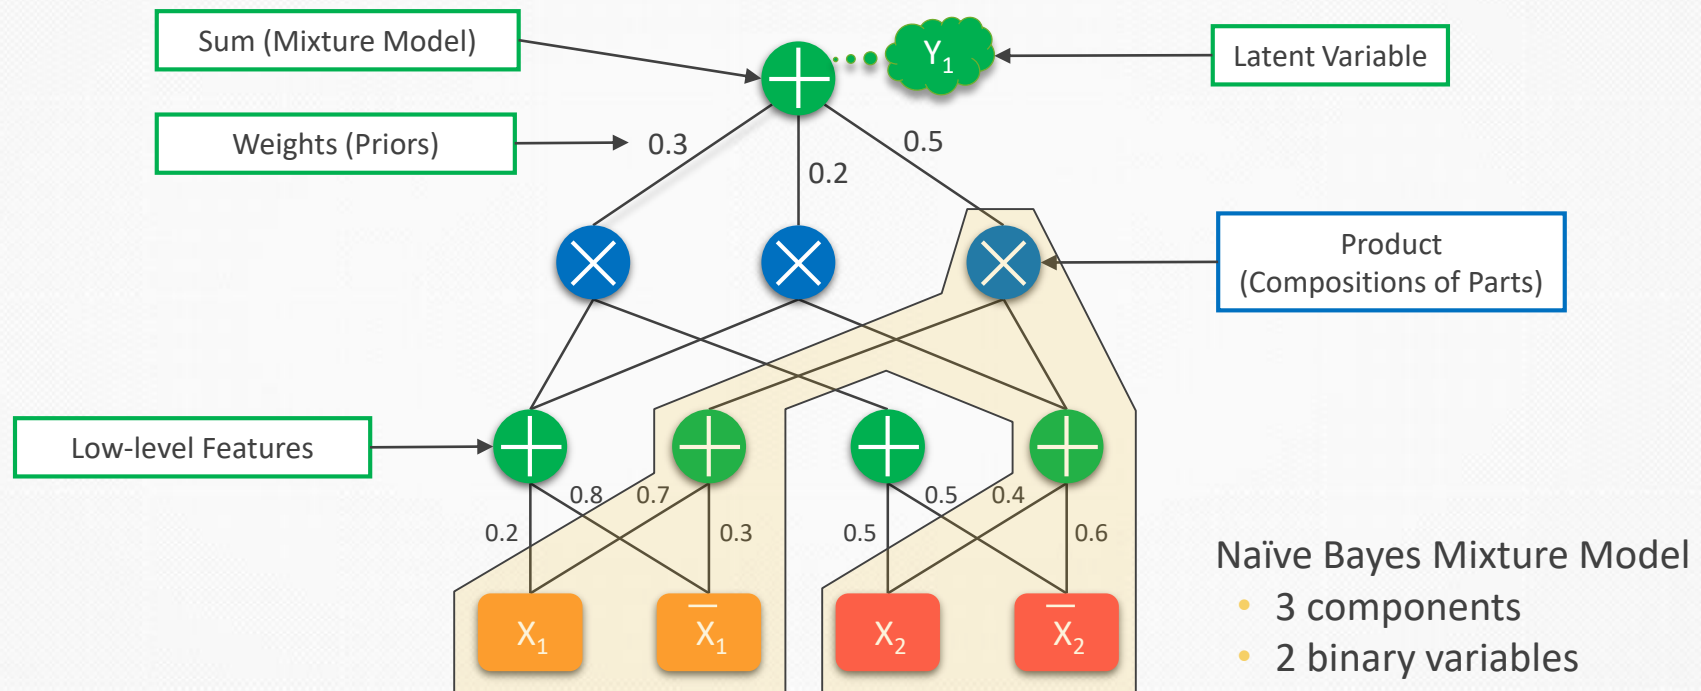 Sum (Mixture Model)
Y₁
Latent Variable
Weights (Priors)
0.3
0.2
0.5
Product
(Compositions of Parts)
Low-level Features
0.8
0.7
0.5
0.4
0.2
0.3
0.5
0.6
X₁
X̅₁
X₂
X̅₂
Naïve Bayes Mixture Model
• 3 components
• 2 binary variables